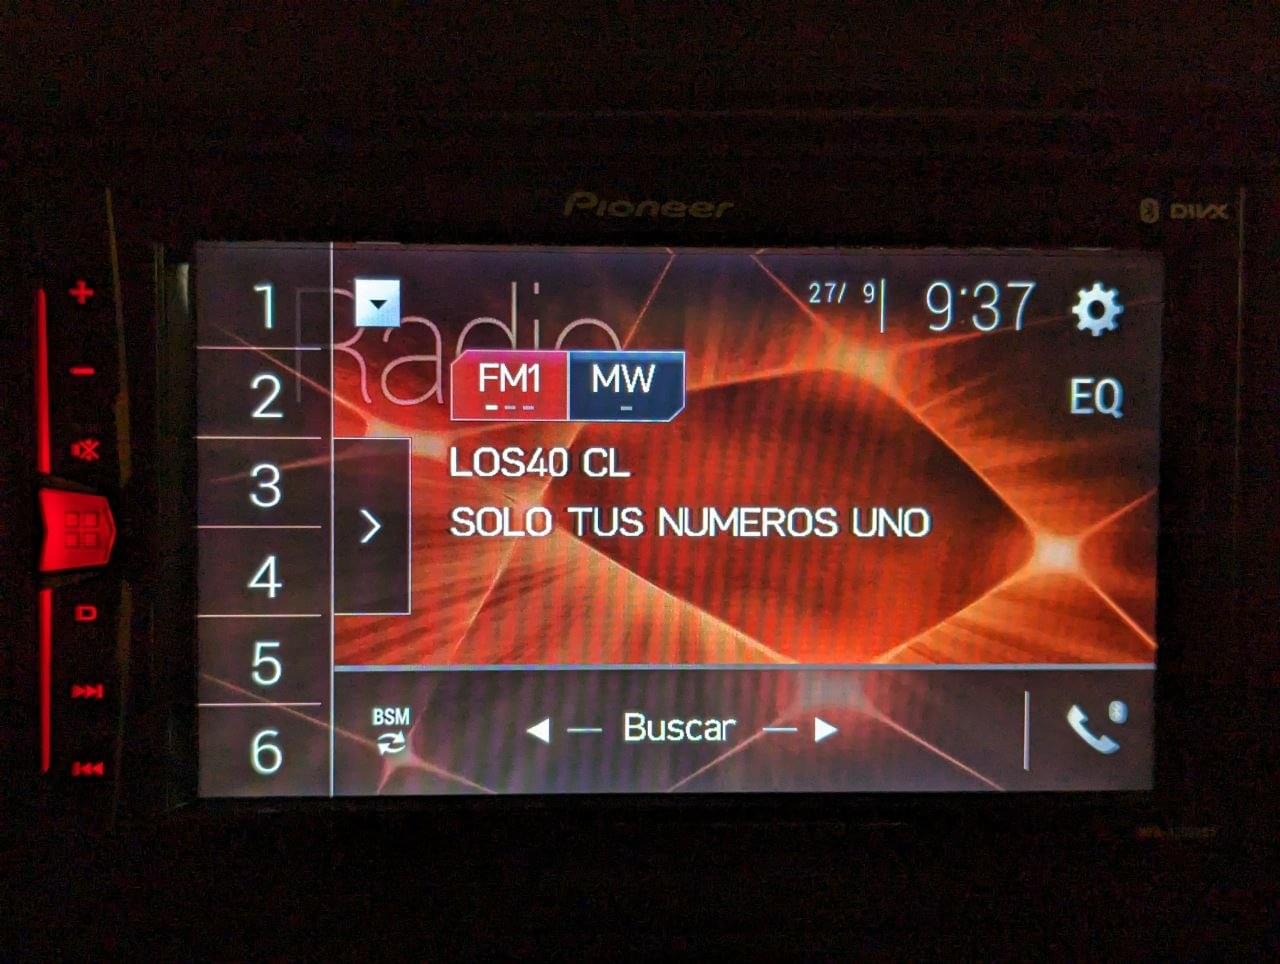 Pioneer
DIVX
1
2
3
4
5
6
Radio
27/ 9
9:37
FM1
MW
EQ
LOS40 CL
SOLO TUS NUMEROS UNO
BSM
Buscar
D